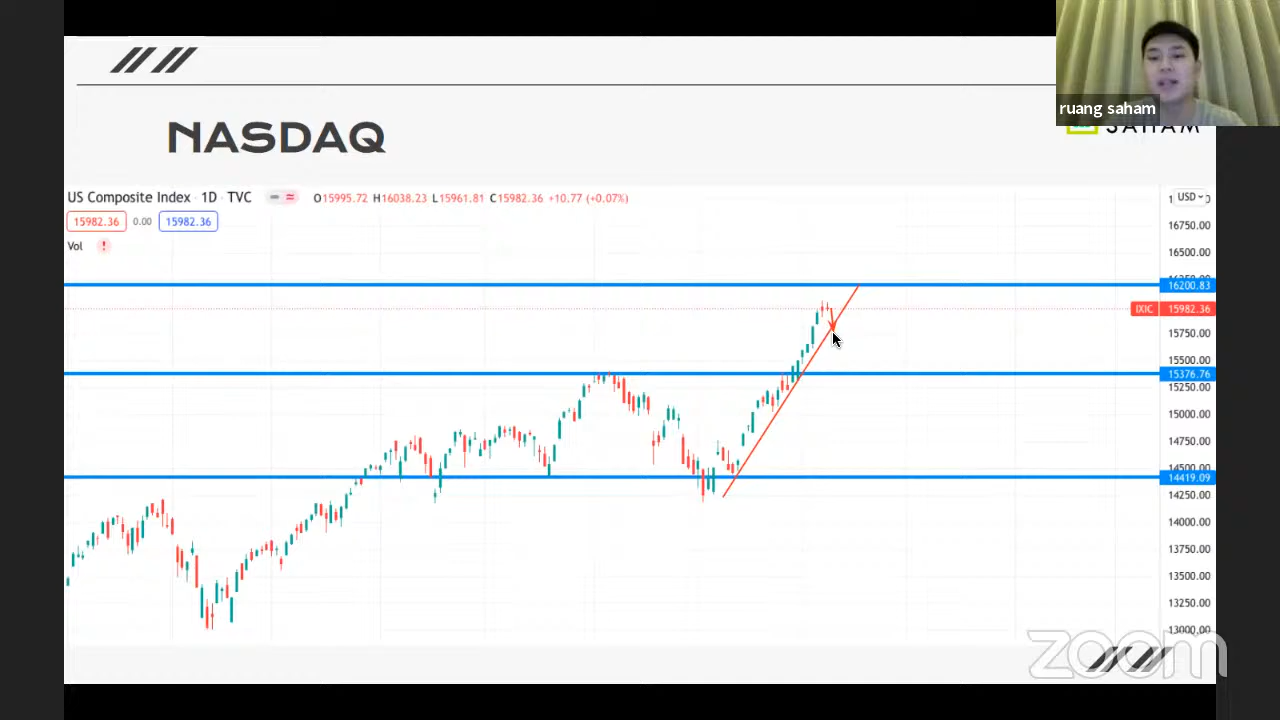 ruang saham
SAHAM
NASDAQ
US Composite Index · 1D · TVC
O15995.72 H16038.23 L15961.81 C15982.36 +10.77 (+0.07%)
USD
15982.36 0.00 15982.36
Vol
16750.00
16500.00
16200.83
IXIC 15982.36
15750.00
15500.00
15376.76
15250.00
15000.00
14750.00
14500.00
14419.09
14250.00
14000.00
13750.00
13500.00
13250.00
13000.00
zoom